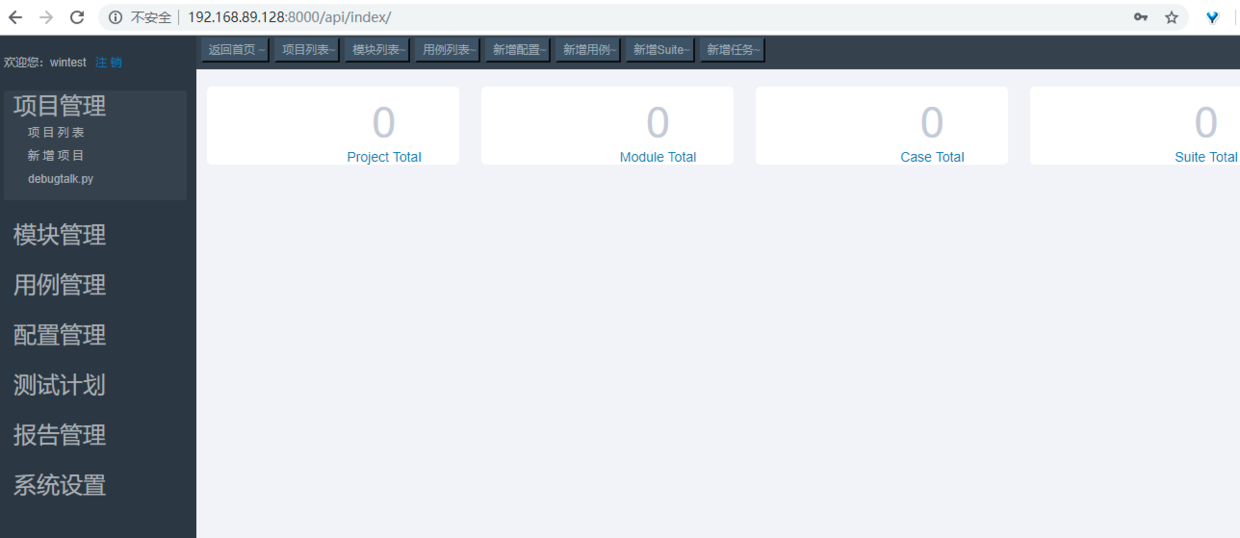 不安全 192.168.89.128:8000/api/index/
欢迎您：wintest 注 销
返回首页 ~ 项目列表~ 模块列表~ 用例列表~ 新增配置~ 新增用例~ 新增Suite~ 新增任务~
项目管理
项 目 列 表
新 增 项 目
debugtalk.py
模块管理
用例管理
配置管理
测试计划
报告管理
系统设置
0
Project Total
0
Module Total
0
Case Total
0
Suite Total